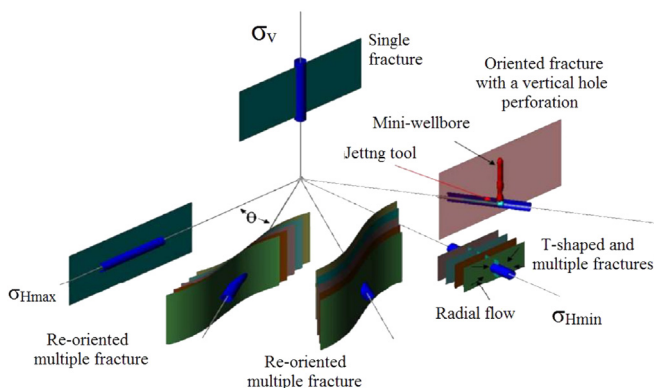 σv
Single
fracture
Oriented fracture
with a vertical hole
perforation
Mini-wellbore
Jettng tool
θ
T-shaped and
multiple fractures
σHmax
σHmin
Radial flow
Re-oriented
multiple fracture
Re-oriented
multiple fracture